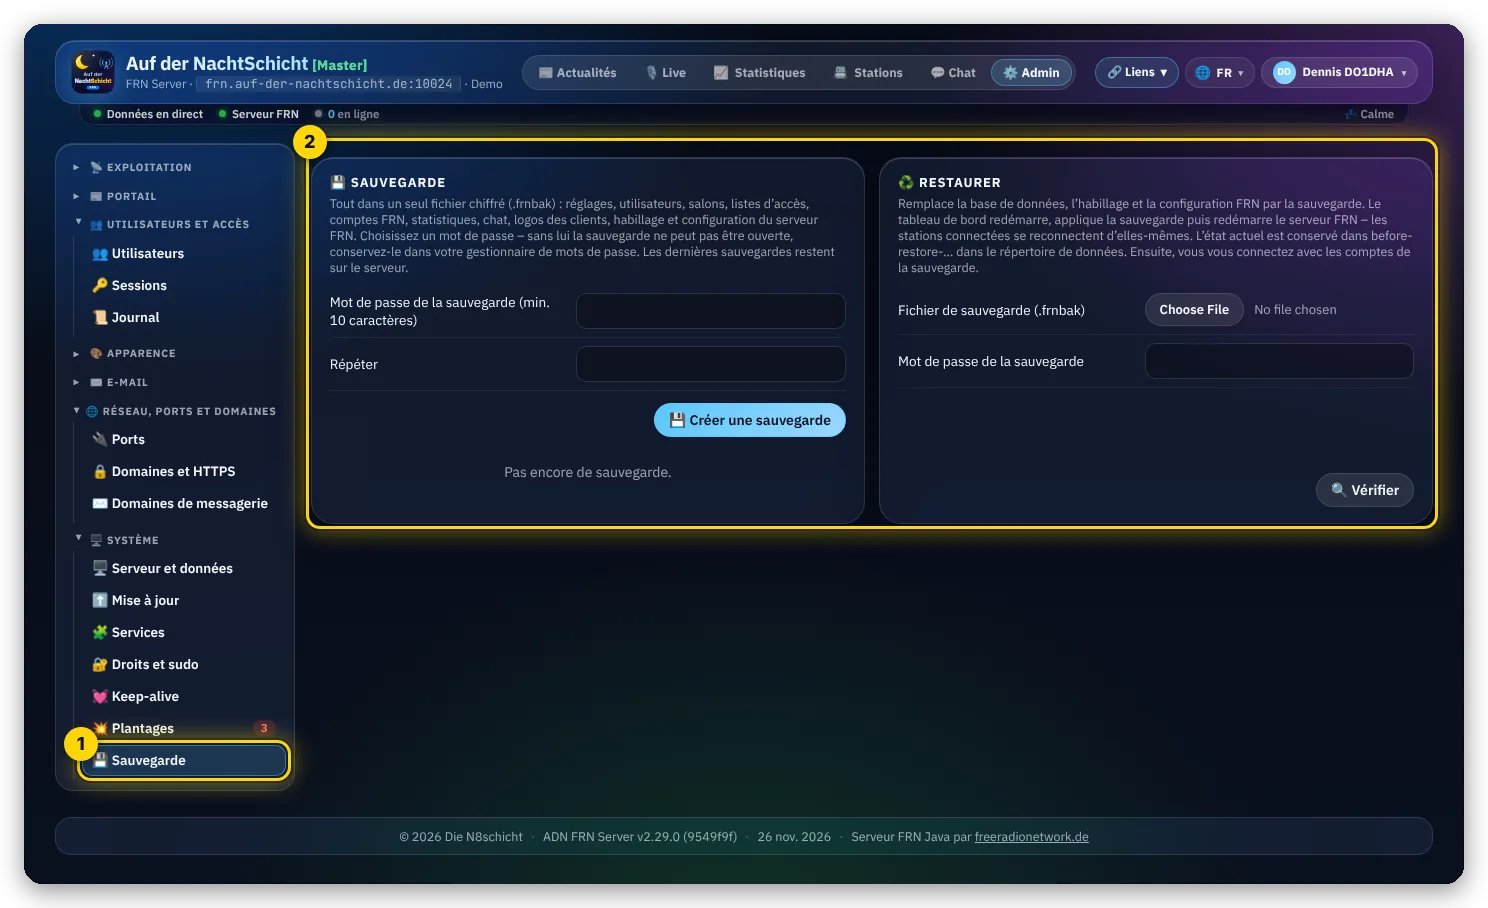 Auf der NachtSchicht [Master]
FRN Server · frn.auf-der-nachtschicht.de:10024 · Demo
Actualités
Live
Statistiques
Stations
Chat
Admin
Liens ▾
FR ▾
DD Dennis DO1DHA ▾
Données en direct
Serveur FRN
0 en ligne
Calme
1
2
EXPLOITATION
PORTAIL
UTILISATEURS ET ACCÈS
Utilisateurs
Sessions
Journal
APPARENCE
E-MAIL
RÉSEAU, PORTS ET DOMAINES
Ports
Domaines et HTTPS
Domaines de messagerie
SYSTÈME
Serveur et données
Mise à jour
Services
Droits et sudo
Keep-alive
Plantages 3
Sauvegarde
SAUVEGARDE
Tout dans un seul fichier chiffré (.frnbak) : réglages, utilisateurs, salons, listes d’accès,
comptes FRN, statistiques, chat, logos des clients, habillage et configuration du serveur
FRN. Choisissez un mot de passe – sans lui la sauvegarde ne peut pas être ouverte,
conservez-le dans votre gestionnaire de mots de passe. Les dernières sauvegardes restent
sur le serveur.
Mot de passe de la sauvegarde (min.
10 caractères)
Répéter
Créer une sauvegarde
Pas encore de sauvegarde.
RESTAURER
Remplace la base de données, l’habillage et la configuration FRN par la sauvegarde. Le
tableau de bord redémarre, applique la sauvegarde puis redémarre le serveur FRN – les
stations connectées se reconnectent d’elles-mêmes. L’état actuel est conservé dans before-
restore-… dans le répertoire de données. Ensuite, vous vous connectez avec les comptes de
la sauvegarde.
Fichier de sauvegarde (.frnbak)
Choose File No file chosen
Mot de passe de la sauvegarde
Vérifier
© 2026 Die N8schicht · ADN FRN Server v2.29.0 (9549f9f) · 26 nov. 2026 · Serveur FRN Java par freeradionetwork.de